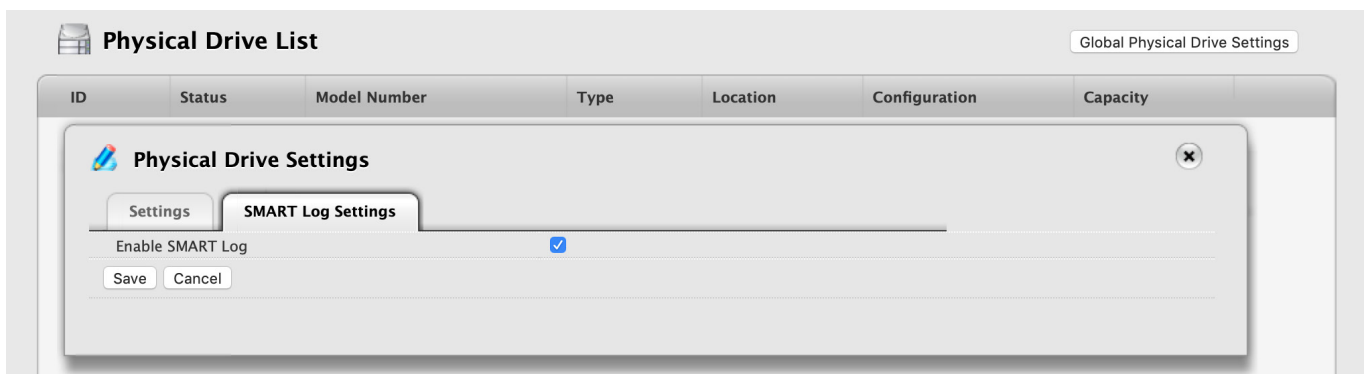 Physical Drive List
Global Physical Drive Settings
ID Status Model Number Type Location Configuration Capacity
Physical Drive Settings
Settings SMART Log Settings
Enable SMART Log
Save Cancel